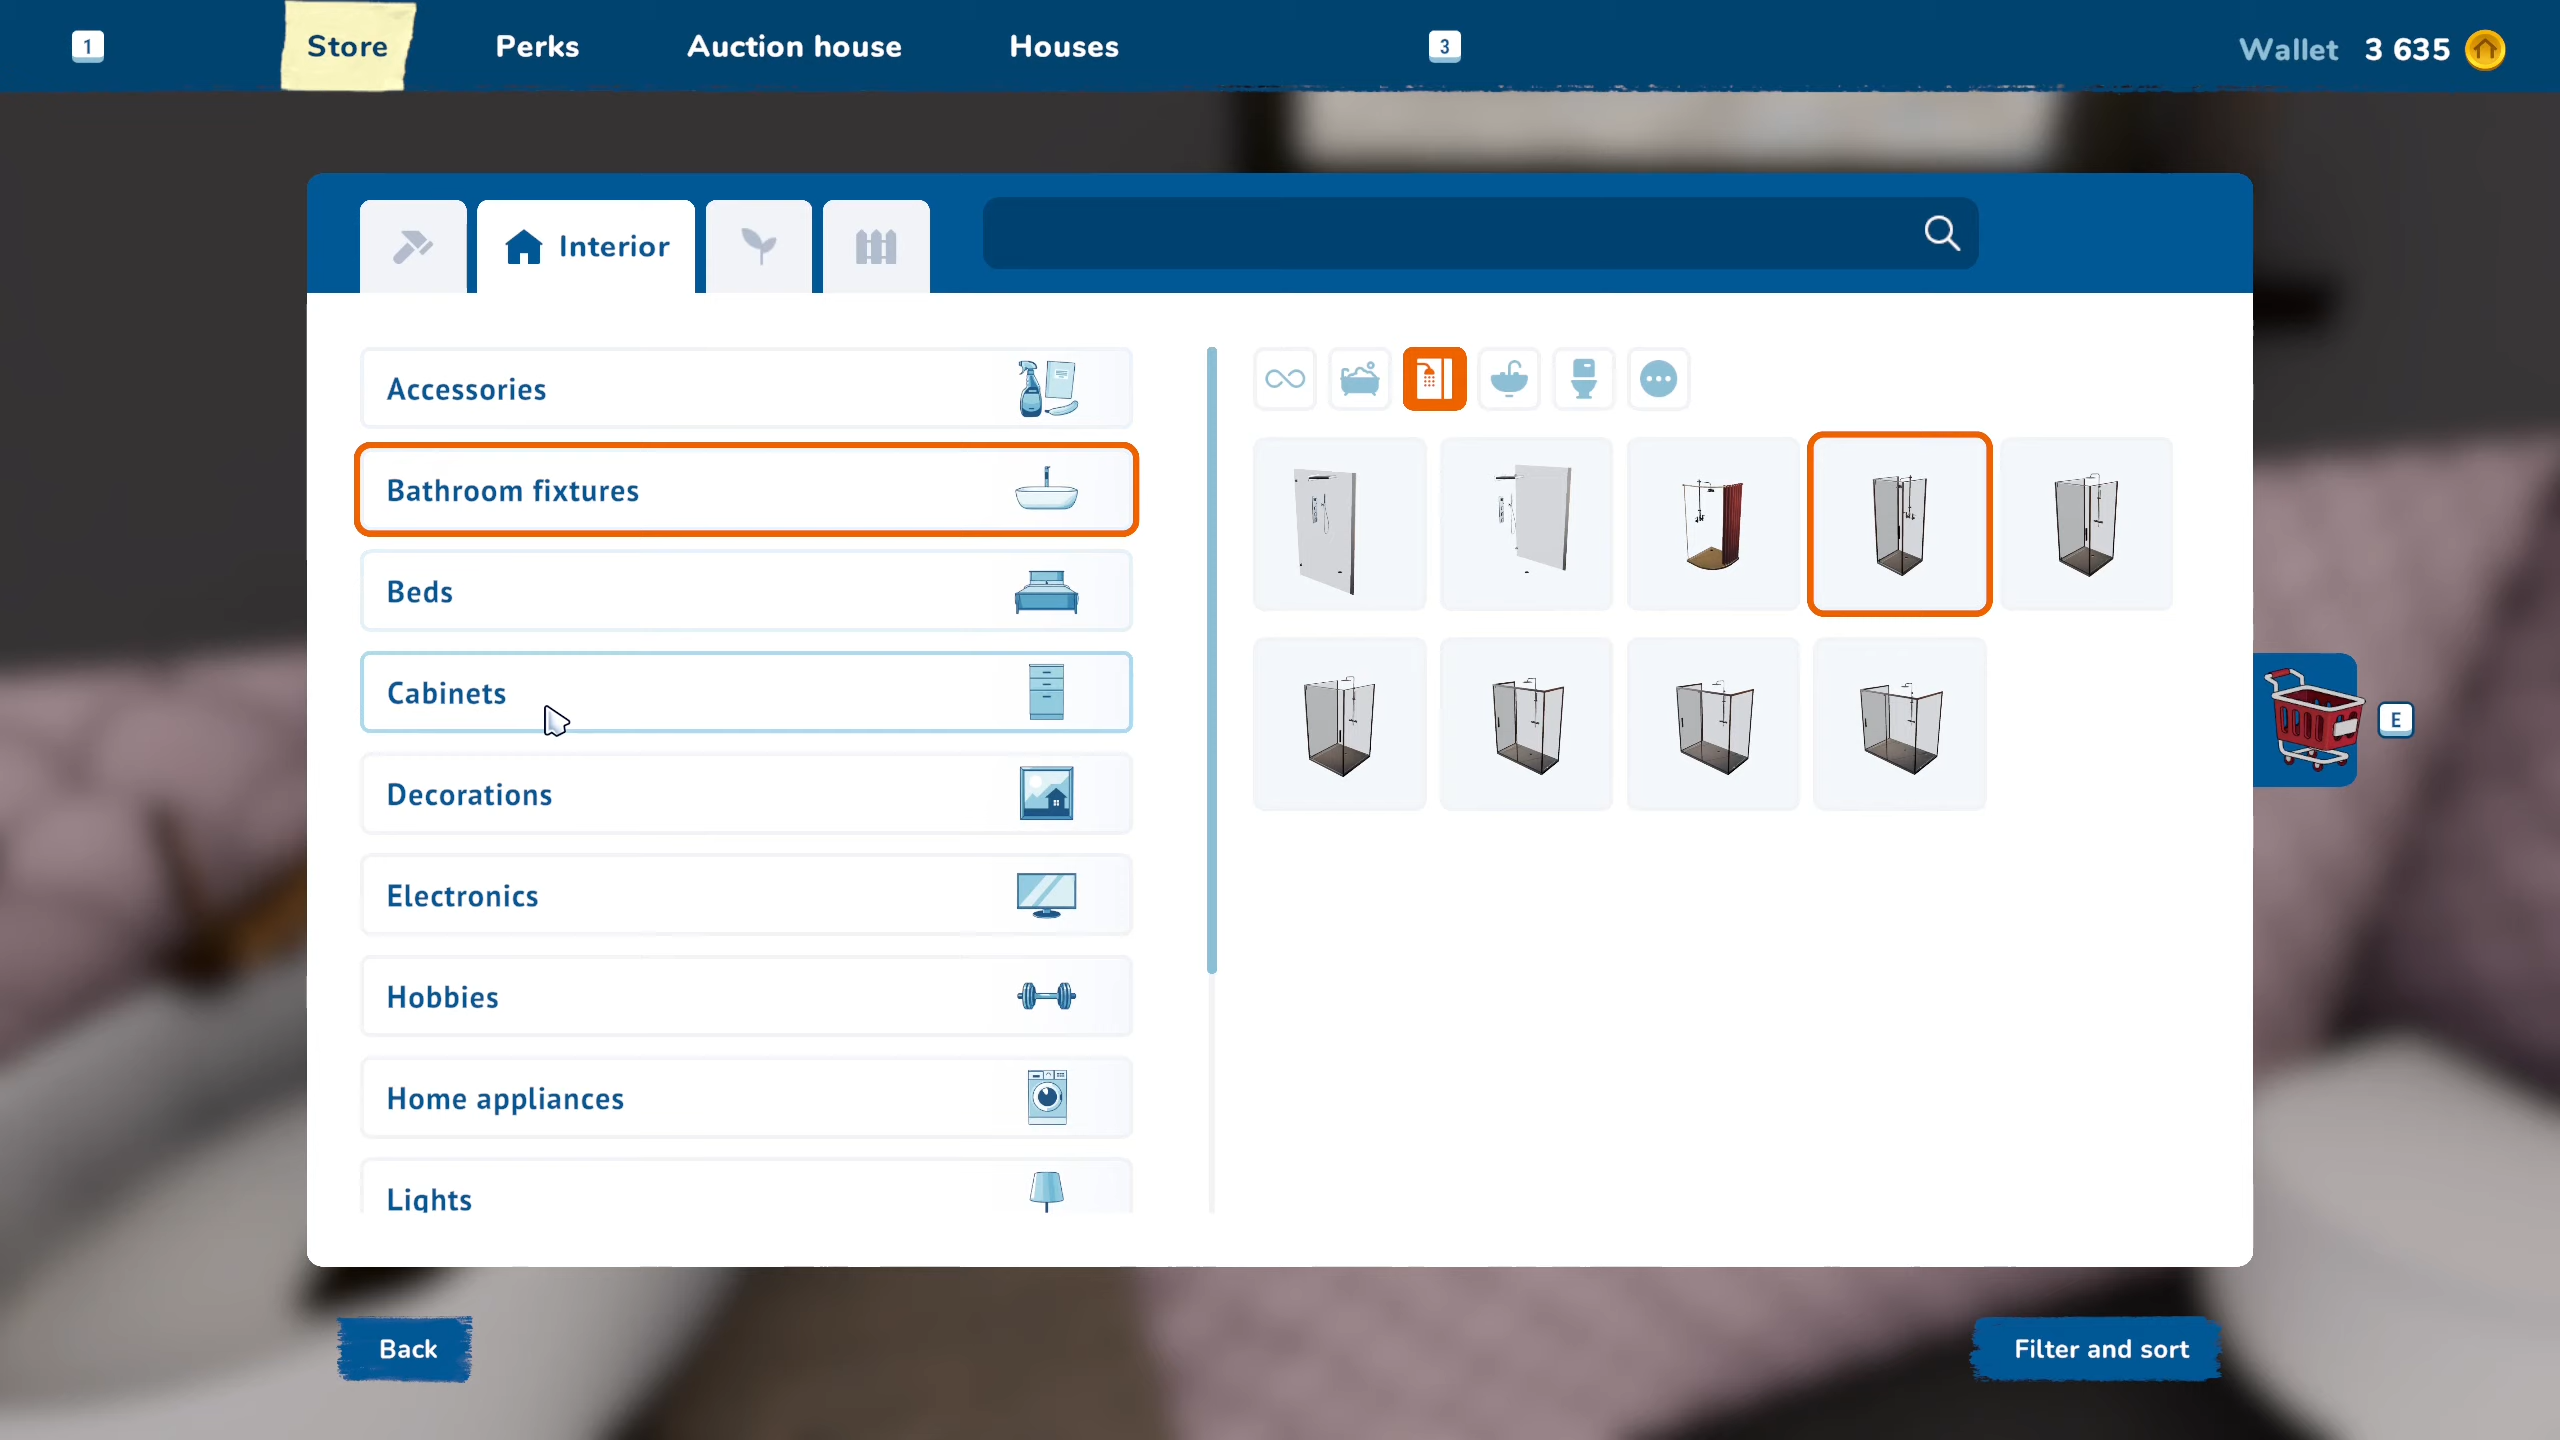 1
Store
Perks
Auction house
Houses
3
Wallet 3 635
Interior
Accessories
Bathroom fixtures
Beds
Cabinets
Decorations
Electronics
Hobbies
Home appliances
Lights
E
Back
Filter and sort